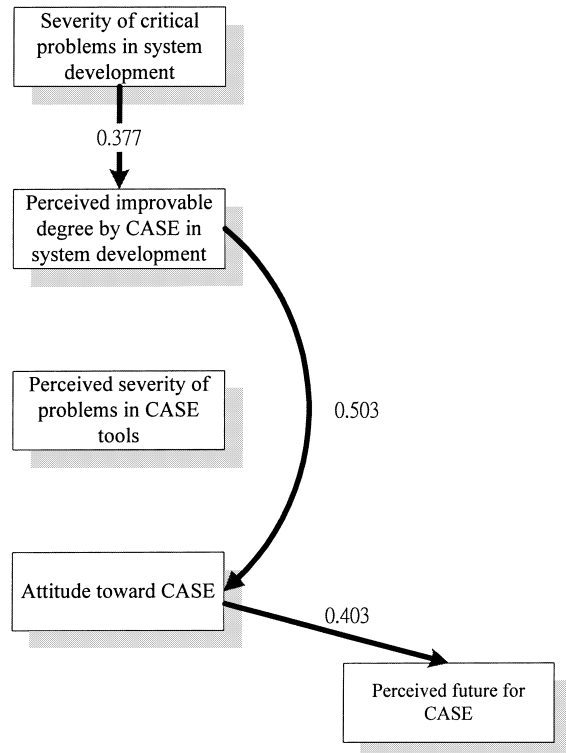 Severity of critical
problems in system
development
0.377
Perceived improvable
degree by CASE in
system development
Perceived severity of
problems in CASE
tools
0.503
Attitude toward CASE
0.403
Perceived future for
CASE